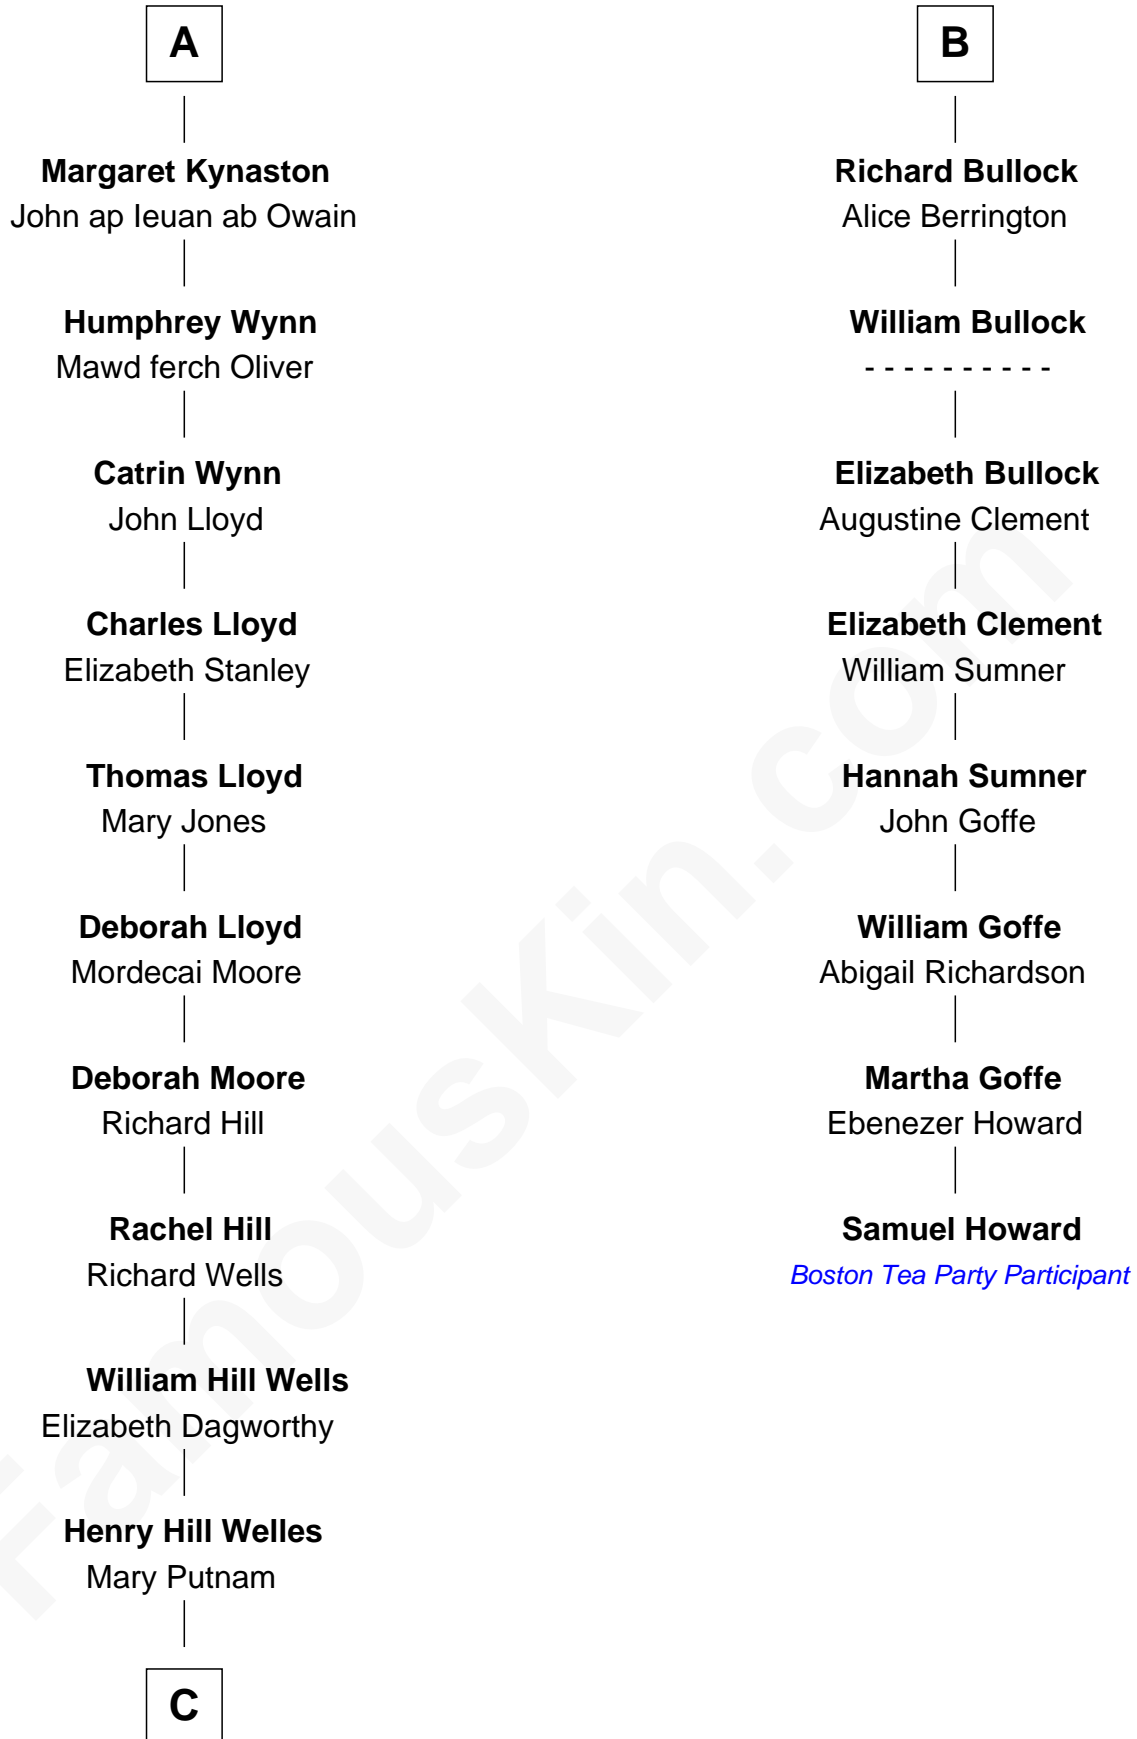 A
Margaret Kynaston
John ap Ieuan ab Owain
Humphrey Wynn
Mawd ferch Oliver
Catrin Wynn
John Lloyd
Charles Lloyd
Elizabeth Stanley
Thomas Lloyd
Mary Jones
Deborah Lloyd
Mordecai Moore
Deborah Moore
Richard Hill
Rachel Hill
Richard Wells
William Hill Wells
Elizabeth Dagworthy
Henry Hill Welles
Mary Putnam
C
B
Richard Bullock
Alice Berrington
William Bullock
- - - - - - - - - -
Elizabeth Bullock
Augustine Clement
Elizabeth Clement
William Sumner
Hannah Sumner
John Goffe
William Goffe
Abigail Richardson
Martha Goffe
Ebenezer Howard
Samuel Howard
Boston Tea Party Participant
FamousKin.com